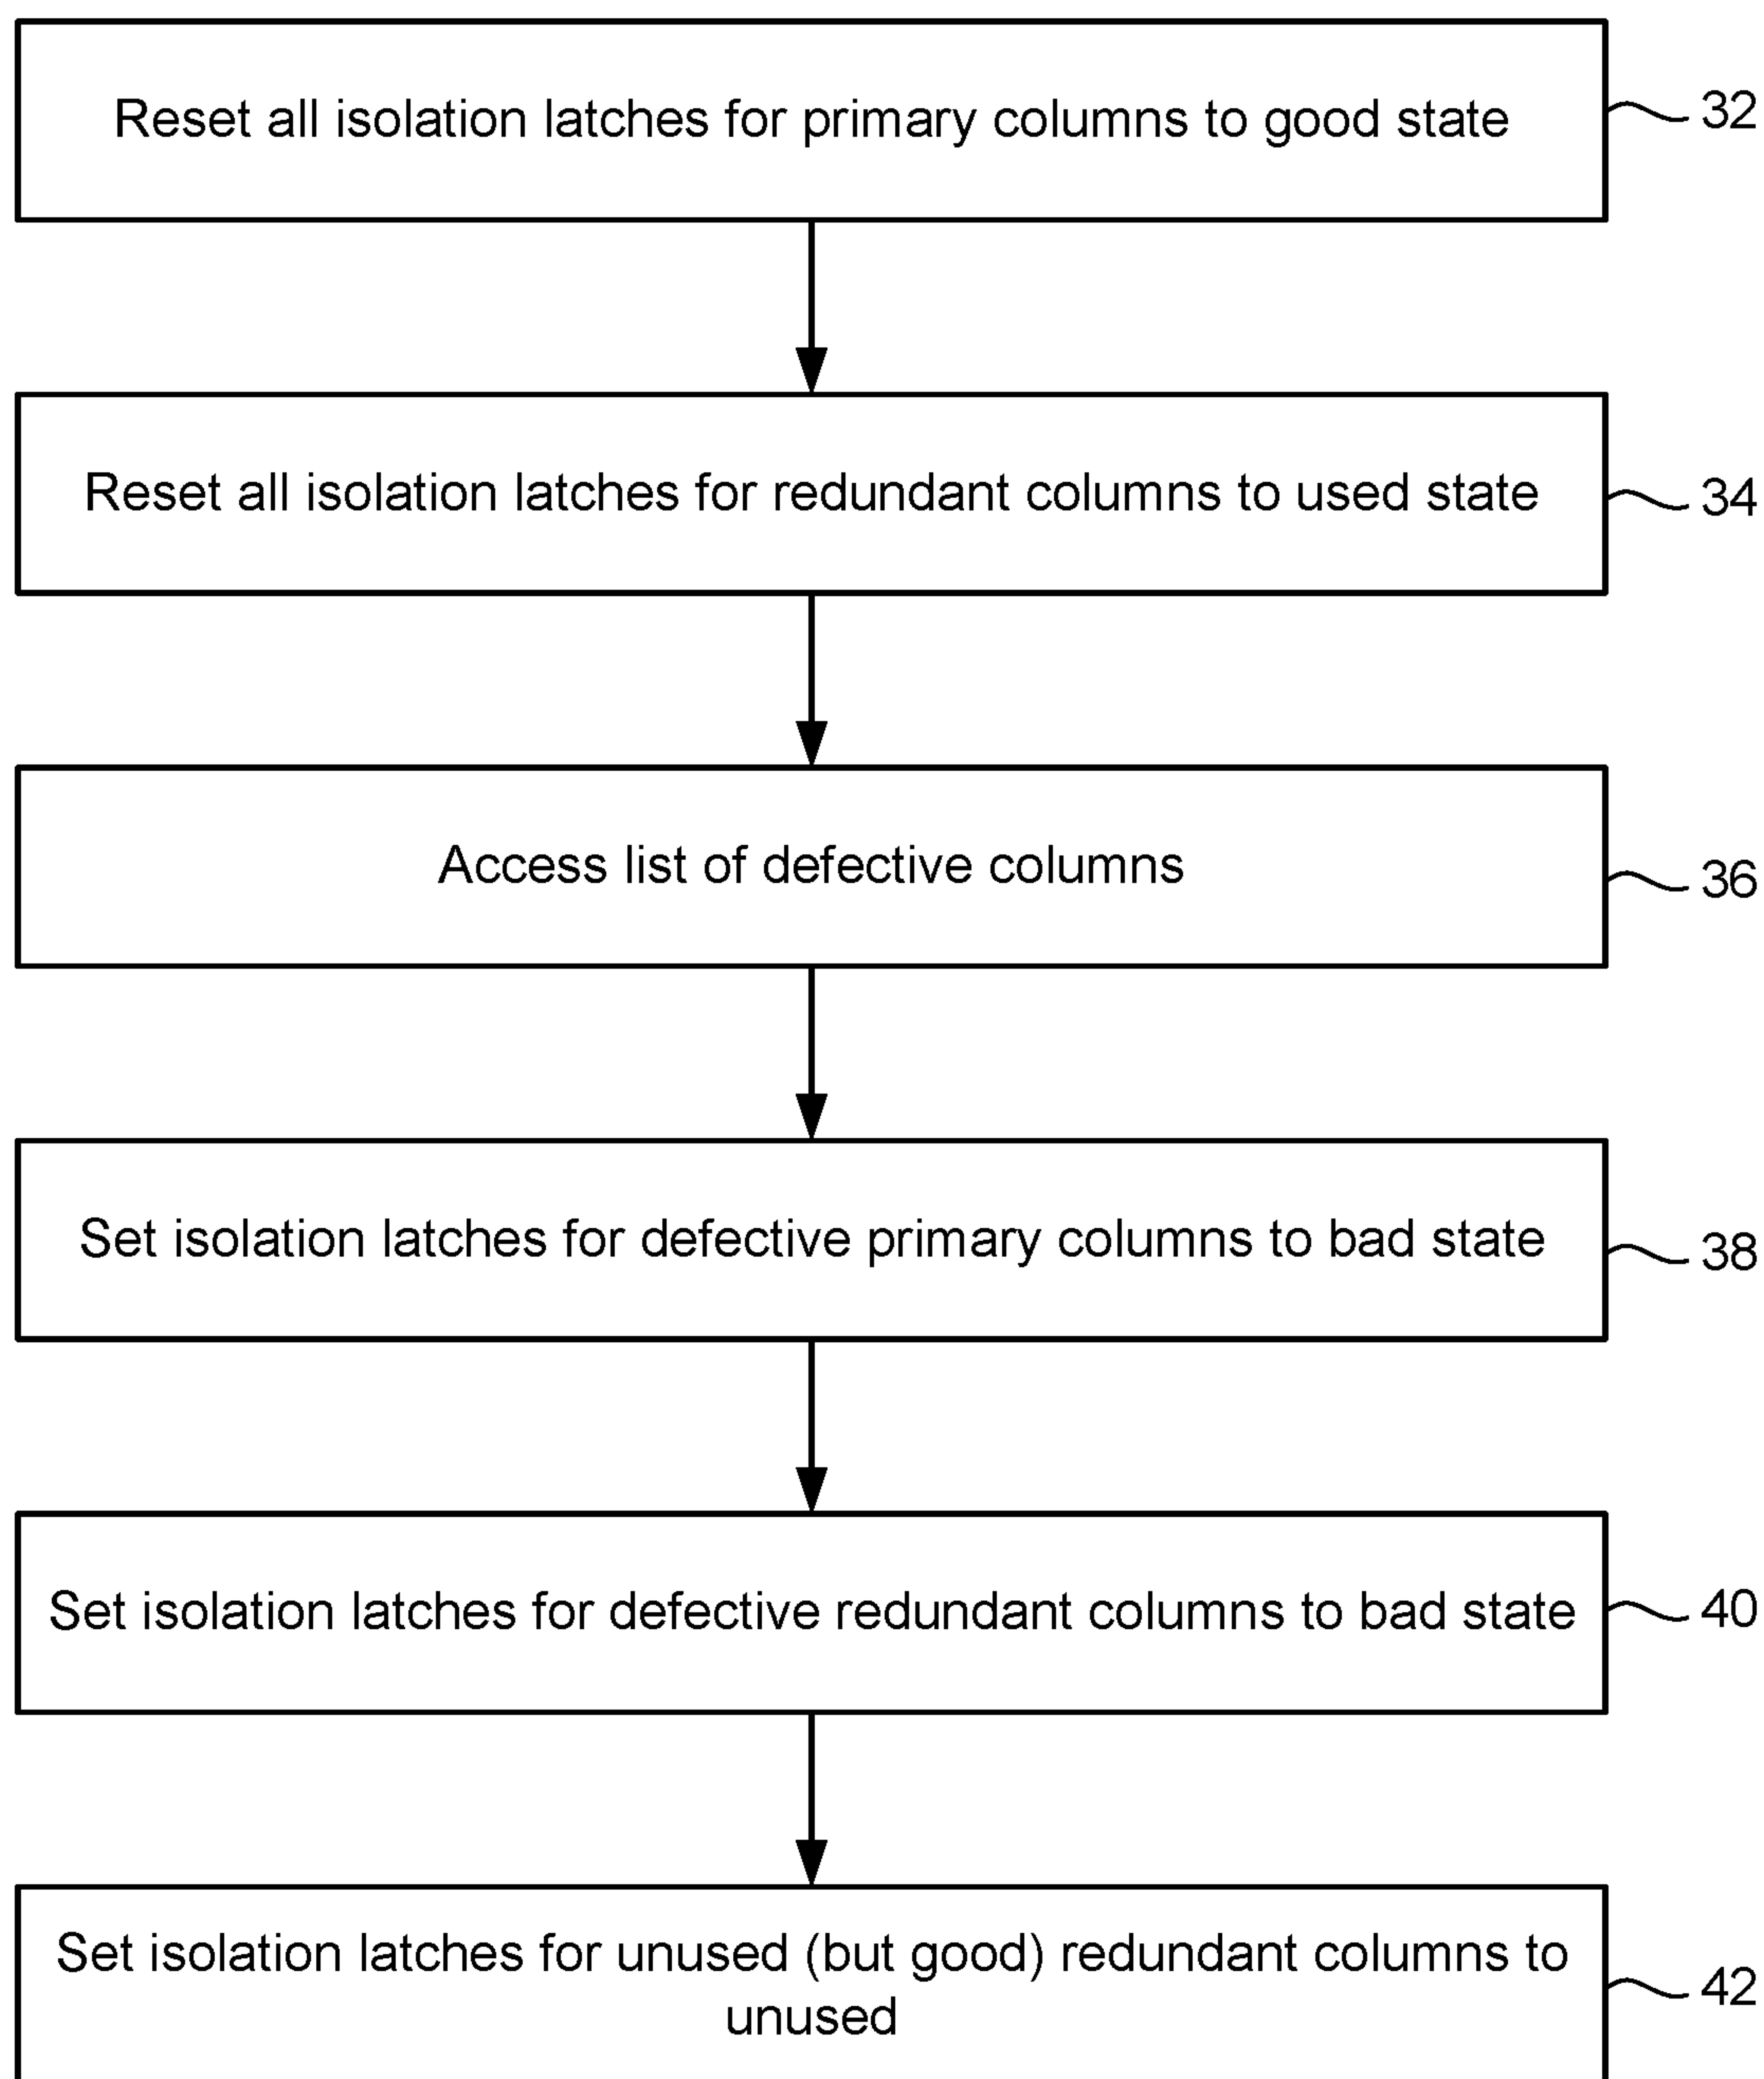 Reset all isolation latches for primary columns to good state
32
Reset all isolation latches for redundant columns to used state
34
Access list of defective columns
36
Set isolation latches for defective primary columns to bad state
38
Set isolation latches for defective redundant columns to bad state
40
Set isolation latches for unused (but good) redundant columns to
unused
42